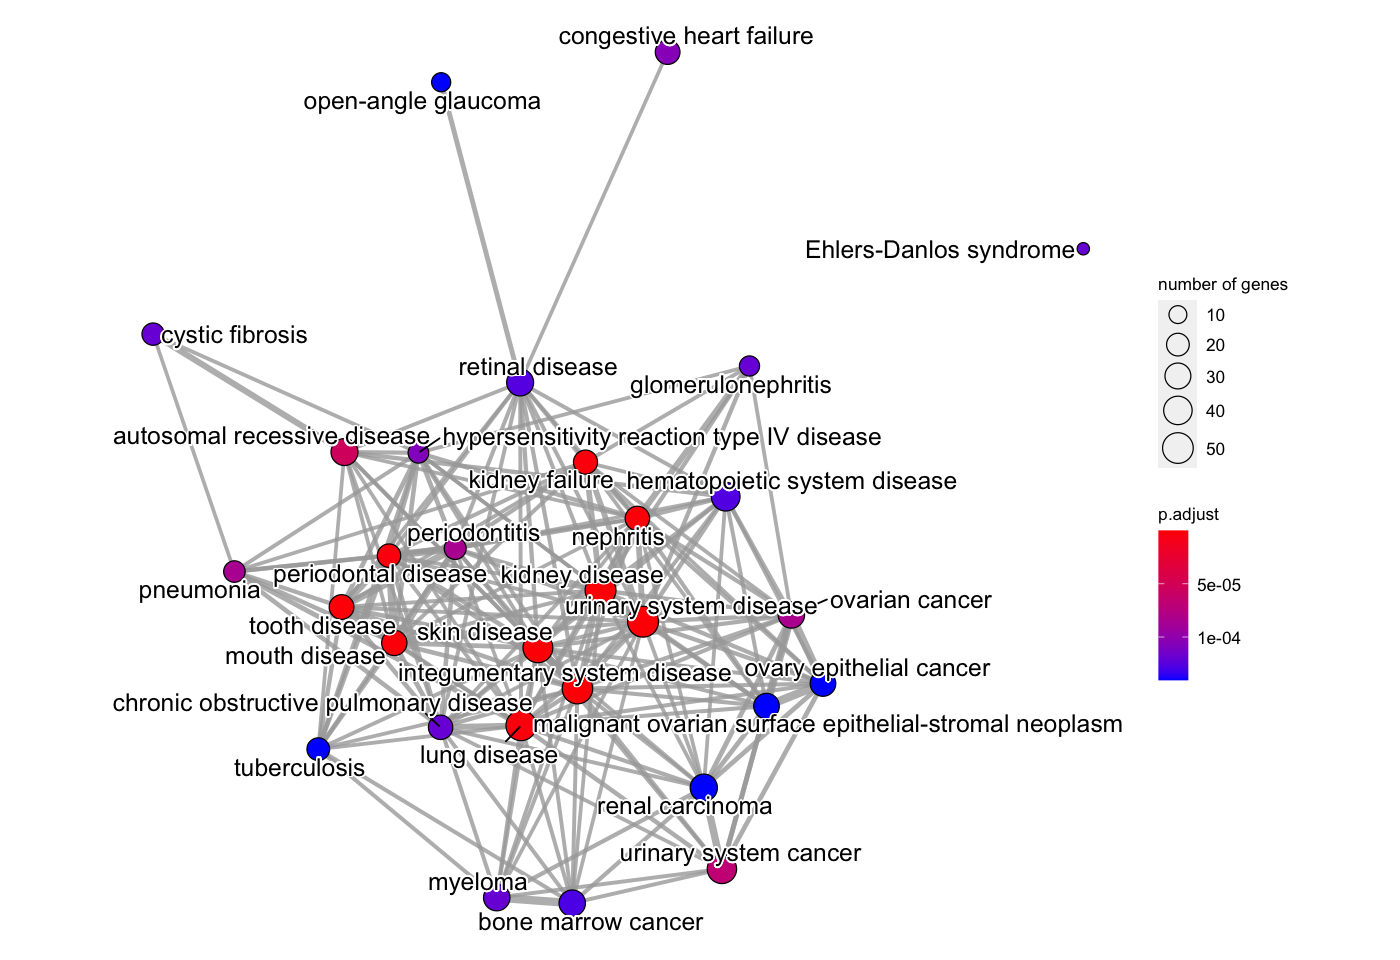 congestive heart failure
open-angle glaucoma
Ehlers-Danlos syndrome
number of genes
10
20
30
40
50
cystic fibrosis
retinal disease
glomerulonephritis
autosomal recessive disease
hypersensitivity reaction type IV disease
kidney failure
hematopoietic system disease
p.adjust
5e-05
1e-04
periodontitis
nephritis
periodontal disease
kidney disease
pneumonia
urinary system disease
ovarian cancer
tooth disease
skin disease
mouth disease
integumentary system disease
ovary epithelial cancer
chronic obstructive pulmonary disease
malignant ovarian surface epithelial-stromal neoplasm
lung disease
tuberculosis
renal carcinoma
urinary system cancer
myeloma
bone marrow cancer